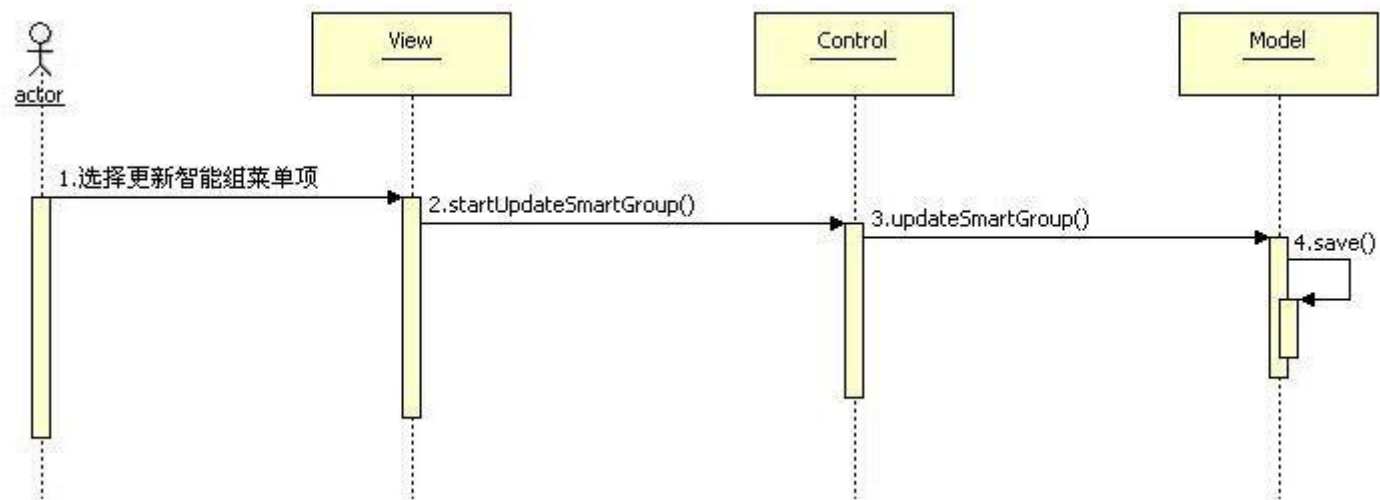 View
Control
Model
actor
1.选择更新智能组菜单项
2.startUpdateSmartGroup()
3.updateSmartGroup()
4.save()